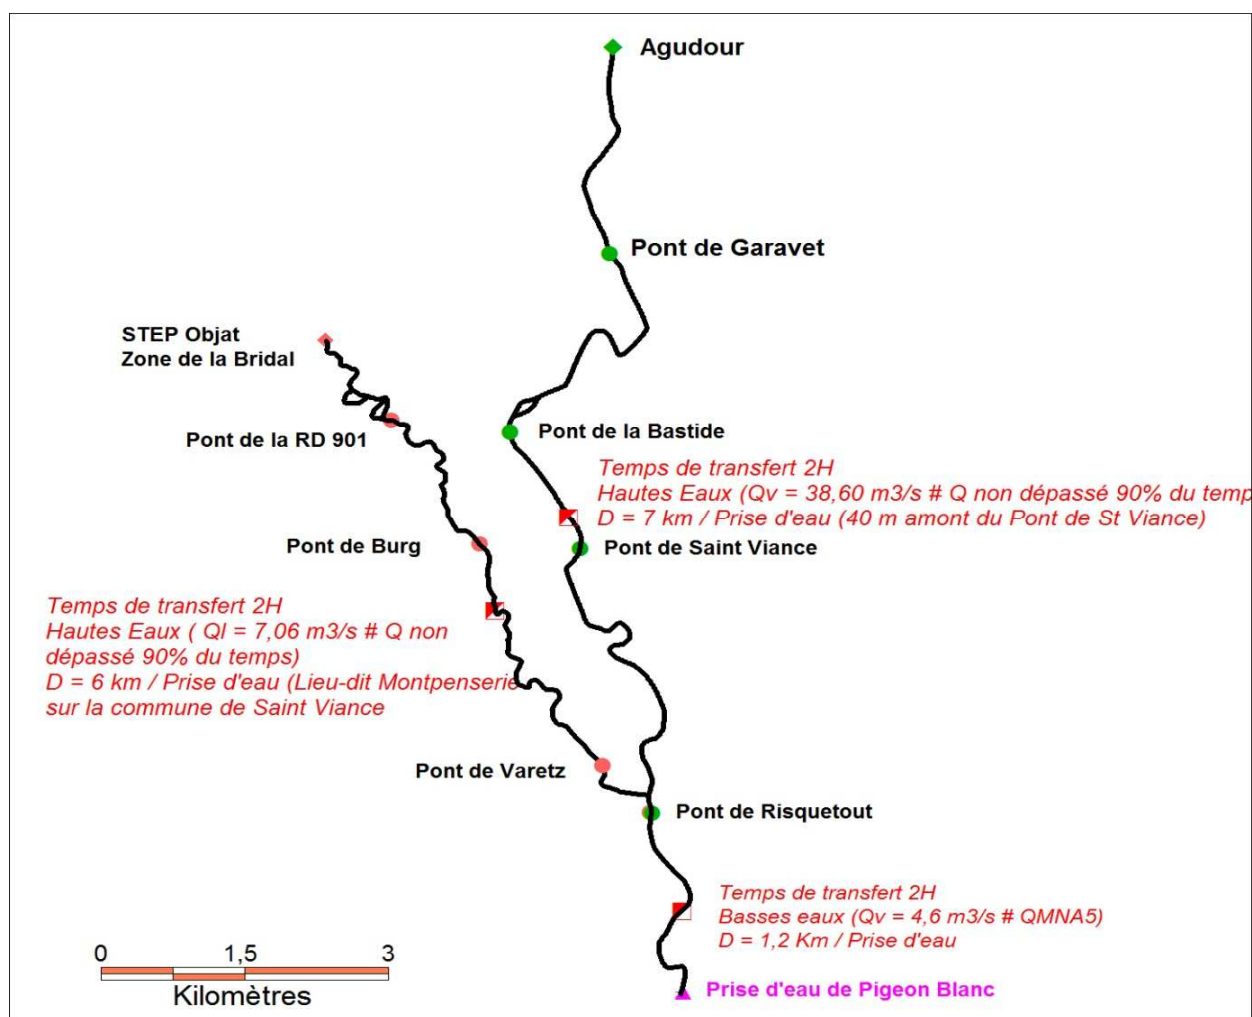 Agudour
Pont de Garavet
STEP Objat
Zone de la Bridal
Pont de la RD 901
Pont de la Bastide
Temps de transfert 2H
Hautes Eaux (Qv = 38,60 m3/s # Q non dépassé 90% du temp
D = 7 km / Prise d'eau (40 m amont du Pont de St Viance)
Pont de Burg
Pont de Saint Viance
Temps de transfert 2H
Hautes Eaux ( Ql = 7,06 m3/s # Q non
dépassé 90% du temps)
D = 6 km / Prise d'eau (Lieu-dit Montpenserie
sur la commune de Saint Viance
Pont de Varetz
Pont de Risquetout
Temps de transfert 2H
Basses eaux (Qv = 4,6 m3/s # QMNA5)
D = 1,2 Km / Prise d'eau
0 1,5 3
Kilomètres
Prise d'eau de Pigeon Blanc